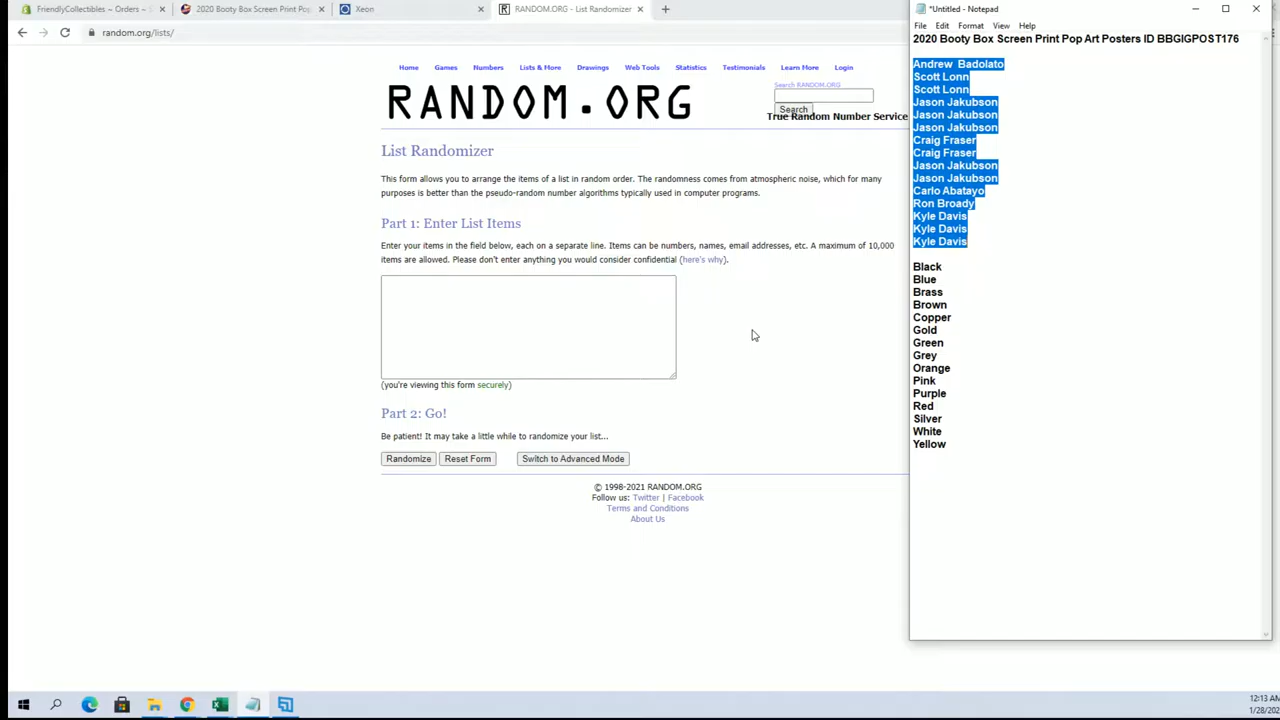 FriendlyCollectibles ~ Orders ~ S
2020 Booty Box Screen Print Pop
Xeon
RANDOM.ORG - List Randomizer
random.org/lists/
Home Games Numbers Lists & More Drawings Web Tools Statistics Testimonials Learn More Login
RANDOM.ORG
Search RANDOM.ORG
Search
True Random Number Service
List Randomizer
This form allows you to arrange the items of a list in random order. The randomness comes from atmospheric noise, which for many
purposes is better than the pseudo-random number algorithms typically used in computer programs.
Part 1: Enter List Items
Enter your items in the field below, each on a separate line. Items can be numbers, names, email addresses, etc. A maximum of 10,000
items are allowed. Please don't enter anything you would consider confidential (here's why).
(you're viewing this form securely)
Part 2: Go!
Be patient! It may take a little while to randomize your list...
Randomize Reset Form Switch to Advanced Mode
© 1998-2021 RANDOM.ORG
Follow us: Twitter | Facebook
Terms and Conditions
About Us
*Untitled - Notepad
File Edit Format View Help
2020 Booty Box Screen Print Pop Art Posters ID BBGIGPOST176
Andrew Badolato
Scott Lonn
Scott Lonn
Jason Jakubson
Jason Jakubson
Jason Jakubson
Craig Fraser
Craig Fraser
Jason Jakubson
Jason Jakubson
Carlo Abatayo
Ron Broady
Kyle Davis
Kyle Davis
Kyle Davis
Black
Blue
Brass
Brown
Copper
Gold
Green
Grey
Orange
Pink
Purple
Red
Silver
White
Yellow
12:13 AM
1/28/202